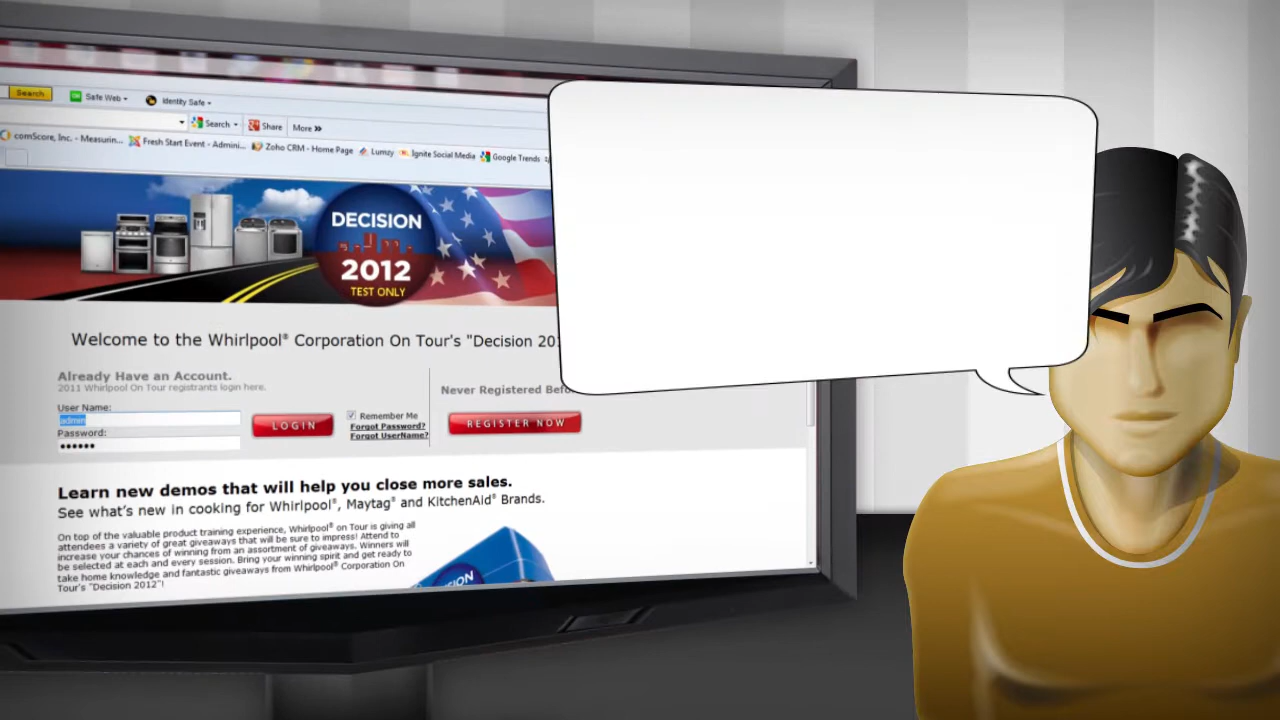 Search
Safe Web
Identity Safe
Search
Share
More »
comScore, Inc. - Measurin...
Fresh Start Event - Admini...
Zoho CRM - Home Page
Lumzy
Ignite Social Media
Google Trends
DECISION
2012
TEST ONLY
Welcome to the Whirlpool® Corporation On Tour's "Decision 20
Already Have an Account.
2011 Whirlpool On Tour registrants login here.
User Name:
admin
Password:
LOGIN
Remember Me
Forgot Password?
Forgot UserName?
Never Registered Befo
REGISTER NOW
Learn new demos that will help you close more sales.
See what's new in cooking for Whirlpool®, Maytag® and KitchenAid® Brands.
On top of the valuable product training experience, Whirlpool® on Tour is giving all
attendees a variety of great giveaways that will be sure to impress! Attend to
increase your chances of winning from an assortment of giveaways. Winners will
be selected at each and every session. Bring your winning spirit and get ready to
take home knowledge and fantastic giveaways from Whirlpool® Corporation On
Tour's "Decision 2012"!